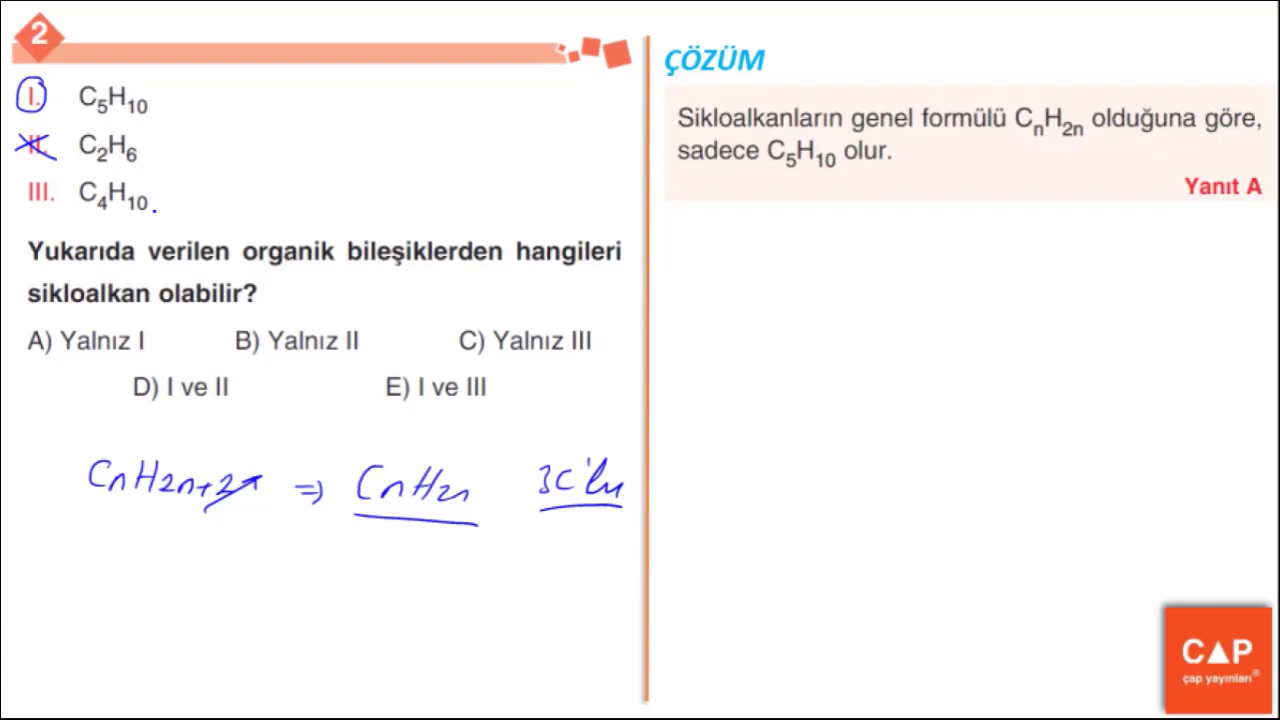 2
I. C₅H₁₀
II. C₂H₆
III. C₄H₁₀.
Yukarıda verilen organik bileşiklerden hangileri
sikloalkan olabilir?
A) Yalnız I B) Yalnız II C) Yalnız III
D) I ve II E) I ve III
CnH2n+2 ⇒ CnH2n 3C'lu
ÇÖZÜM
Sikloalkanların genel formülü CₙH₂ₙ olduğuna göre,
sadece C₅H₁₀ olur.
Yanıt A
CAP
çap yayınları®